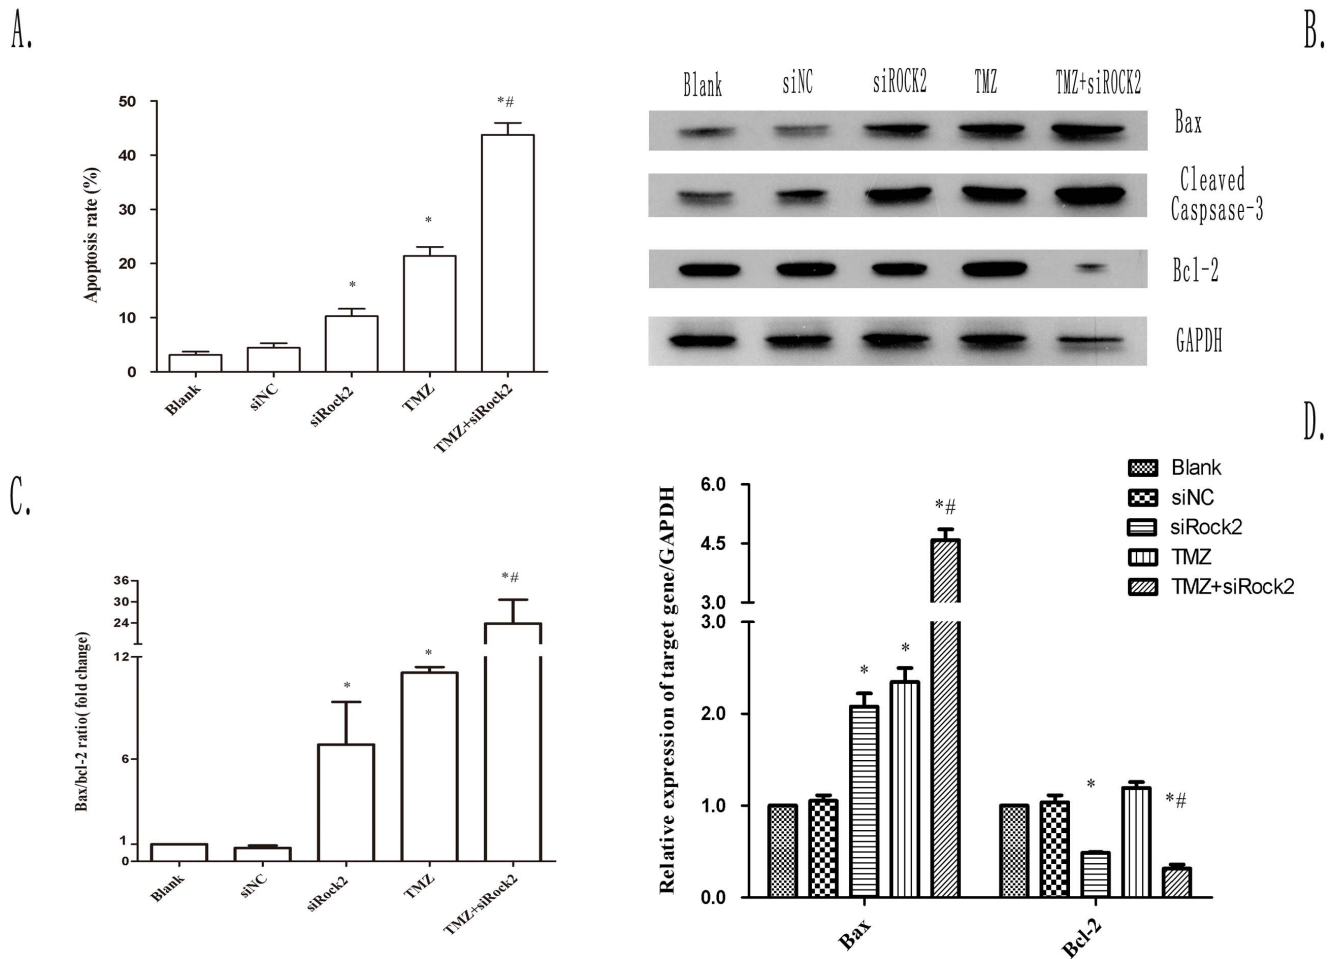 A.
Apoptosis rate (%)
50
40
30
20
10
0
*
*
*#
Blank
siNC
siRock2
TMZ
TMZ+siRock2
B.
Blank siNC siROCK2 TMZ TMZ+siROCK2
Bax
Cleaved
Caspsase-3
Bcl-2
GAPDH
C.
Bax/bcl-2 ratio( fold change)
36
30
24
12
6
1
0
*
*
*#
Blank
siNC
siRock2
TMZ
TMZ+siRock2
D.
Relative expression of target gene/GAPDH
6.0
4.5
3.0
3.0
2.0
1.0
0.0
*
*
*#
*
*#
Bax
Bcl-2
Blank
siNC
siRock2
TMZ
TMZ+siRock2